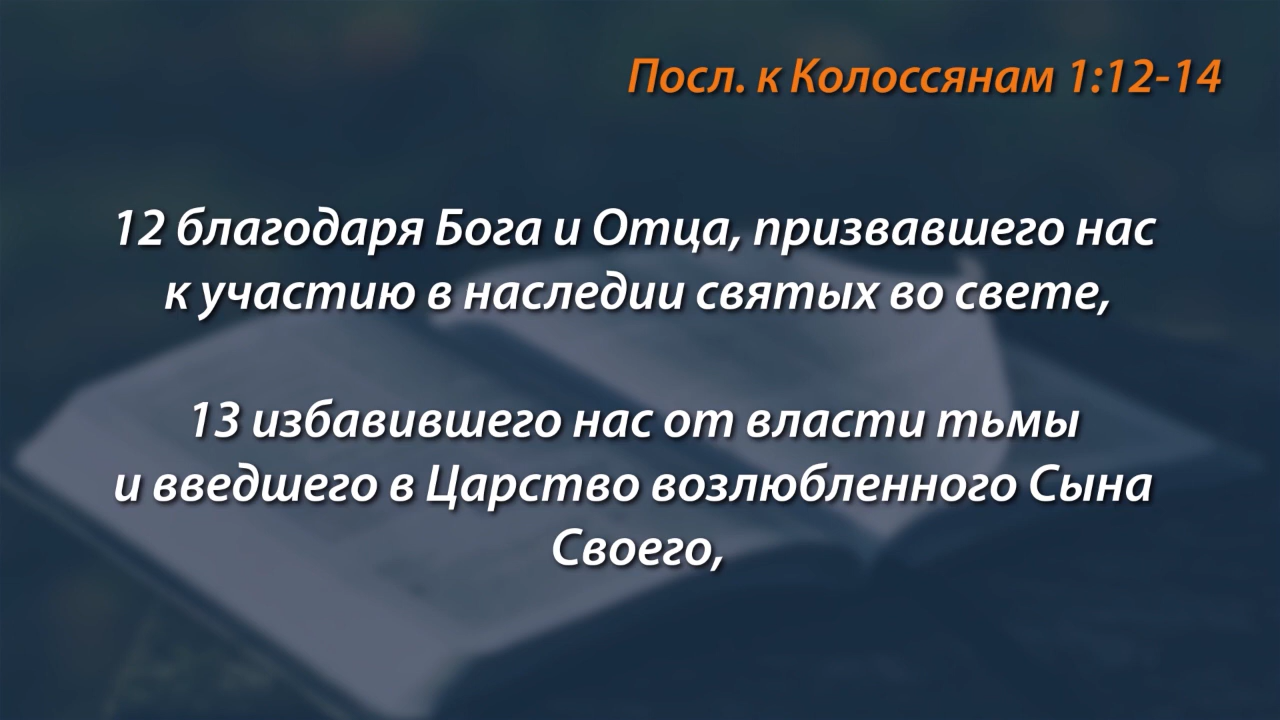 Посл. к Колоссянам 1:12-14
12 благодаря Бога и Отца, призвавшего нас
к участию в наследии святых во свете,
13 избавившего нас от власти тьмы
и введшего в Царство возлюбленного Сына
Своего,